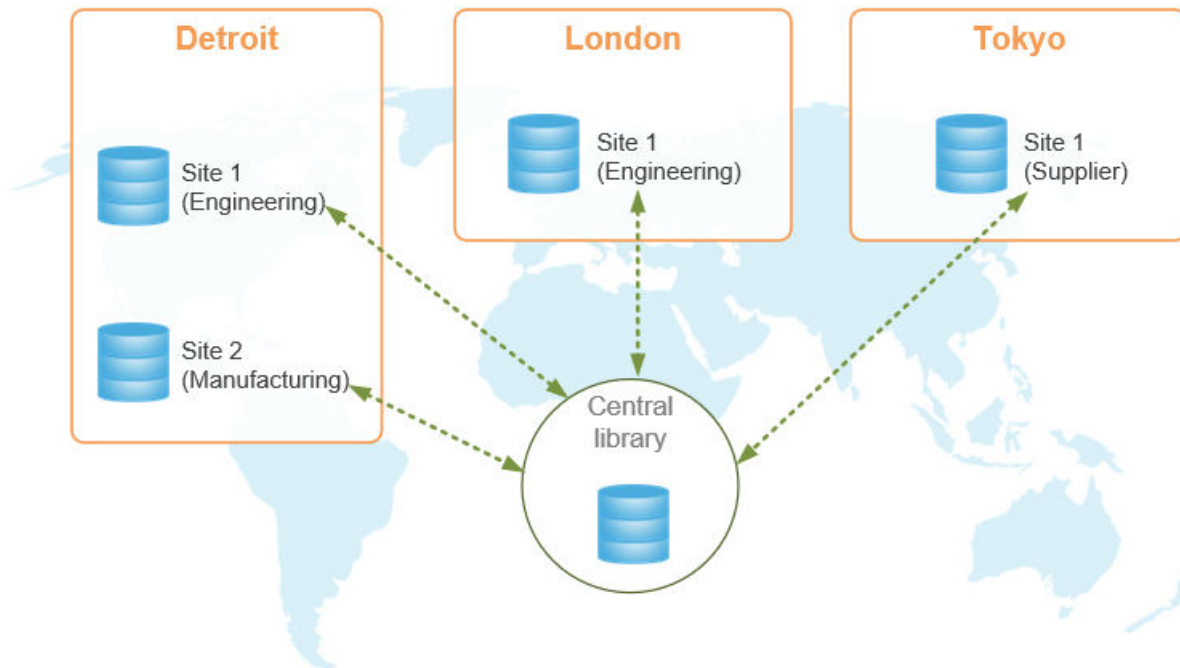 Detroit
Site 1
(Engineering)
Site 2
(Manufacturing)
London
Site 1
(Engineering)
Tokyo
Site 1
(Supplier)
Central
library